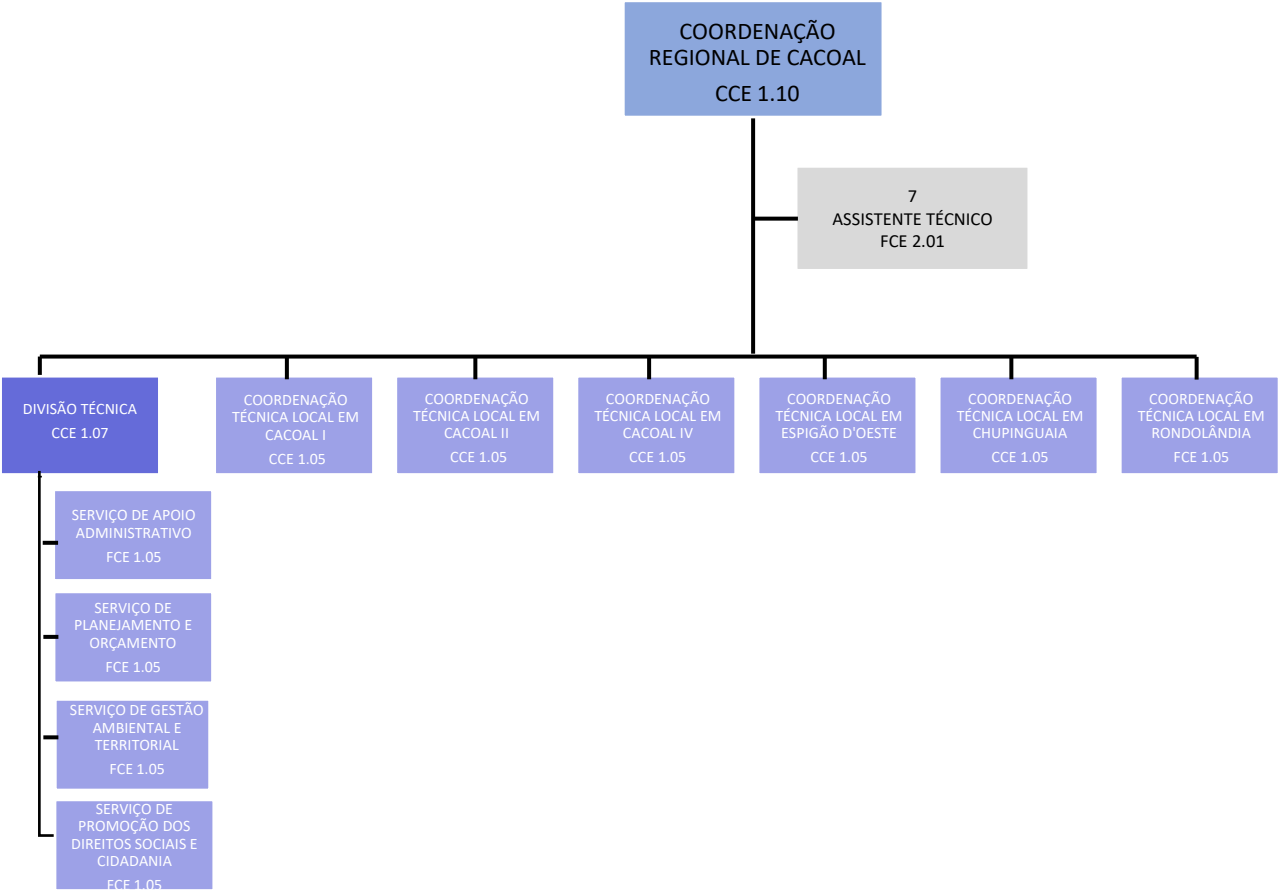 COORDENAÇÃO
REGIONAL DE CACOAL
CCE 1.10
7
ASSISTENTE TÉCNICO
FCE 2.01
DIVISÃO TÉCNICA
CCE 1.07
COORDENAÇÃO
TÉCNICA LOCAL EM
CACOAL I
CCE 1.05
COORDENAÇÃO
TÉCNICA LOCAL EM
CACOAL II
CCE 1.05
COORDENAÇÃO
TÉCNICA LOCAL EM
CACOAL IV
CCE 1.05
COORDENAÇÃO
TÉCNICA LOCAL EM
ESPIGÃO D'OESTE
CCE 1.05
COORDENAÇÃO
TÉCNICA LOCAL EM
CHUPINGUAIA
CCE 1.05
COORDENAÇÃO
TÉCNICA LOCAL EM
RONDOLÂNDIA
FCE 1.05
SERVIÇO DE APOIO
ADMINISTRATIVO
FCE 1.05
SERVIÇO DE
PLANEJAMENTO E
ORÇAMENTO
FCE 1.05
SERVIÇO DE GESTÃO
AMBIENTAL E
TERRITORIAL
FCE 1.05
SERVIÇO DE
PROMOÇÃO DOS
DIREITOS SOCIAIS E
CIDADANIA
FCE 1.05